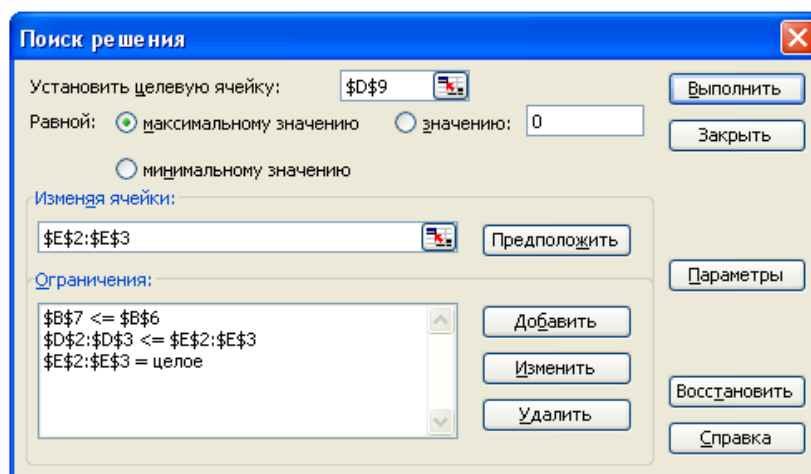 Поиск решения
Установить целевую ячейку: $D$9 Выполнить
Равной: максимальному значению значению: 0 Закрыть
минимальному значению
Изменяя ячейки:
$E$2:$E$3 Предположить
Ограничения: Параметры
$B$7 <= $B$6 Добавить
$D$2:$D$3 <= $E$2:$E$3
$E$2:$E$3 = целое Изменить
Восстановить
Удалить
Справка